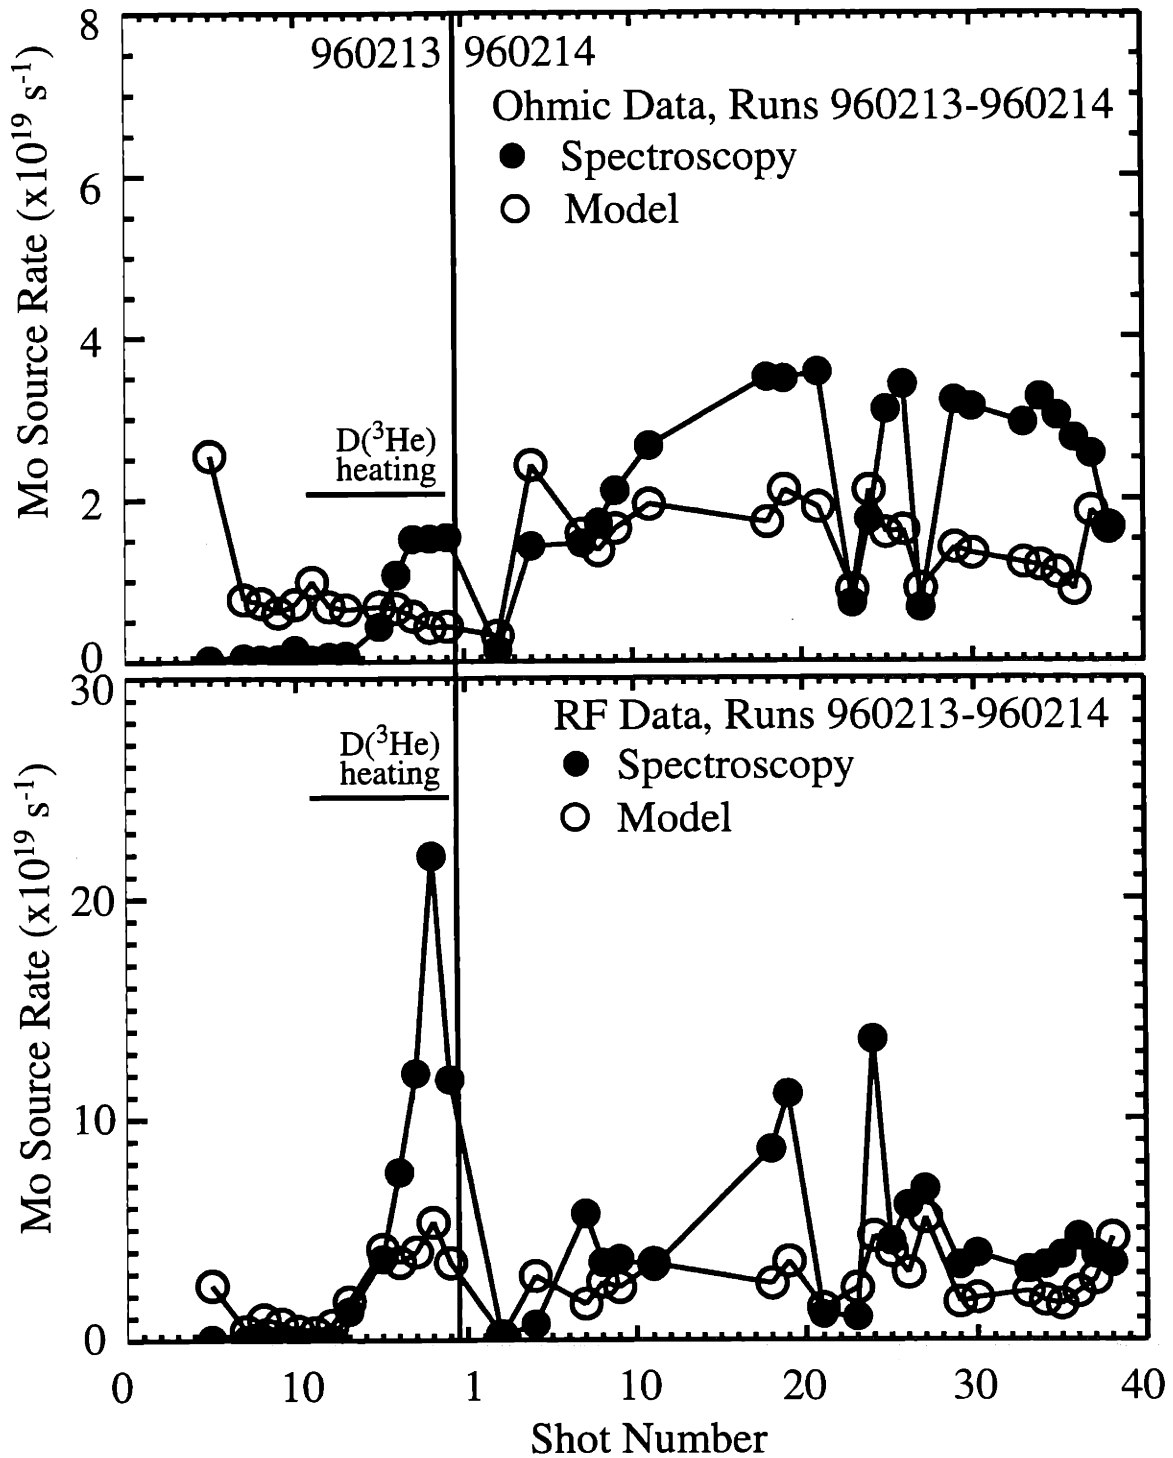 8
960213 960214
Ohmic Data, Runs 960213-960214
Spectroscopy
Model
6
4
2
0
Mo Source Rate (x10¹⁹ s⁻¹)
D(³He)
heating
30
RF Data, Runs 960213-960214
D(³He)
heating
Spectroscopy
Model
20
10
0
Mo Source Rate (x10¹⁹ s⁻¹)
0 10 1 10 20 30 40
Shot Number